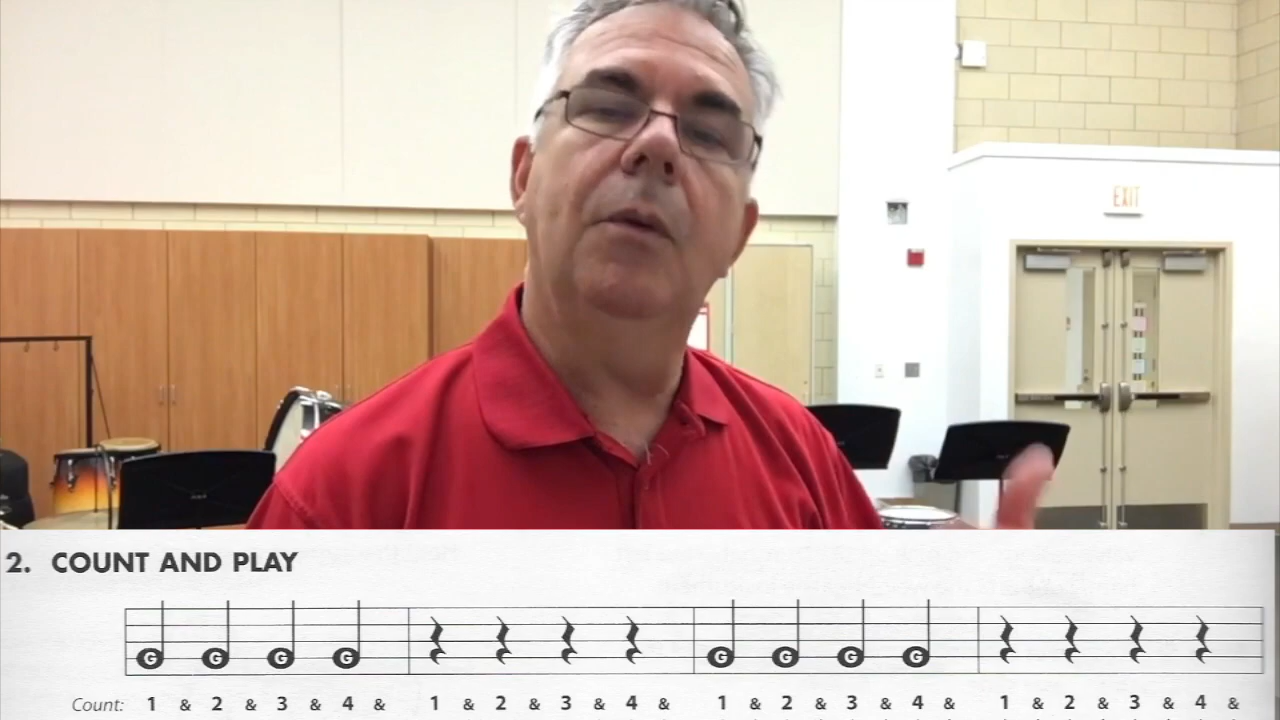 EXIT
2. COUNT AND PLAY
G G G G G G G G
Count: 1 & 2 & 3 & 4 & 1 & 2 & 3 & 4 & 1 & 2 & 3 & 4 & 1 & 2 & 3 & 4 &